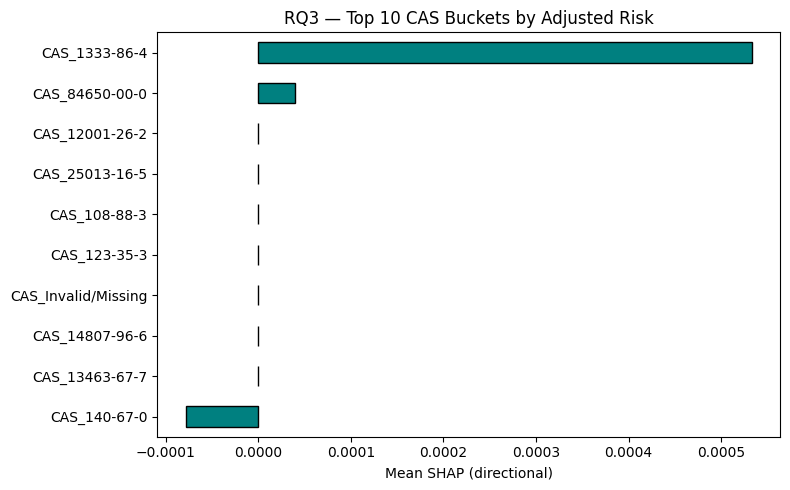 RQ3 — Top 10 CAS Buckets by Adjusted Risk
CAS_1333-86-4
CAS_84650-00-0
CAS_12001-26-2
CAS_25013-16-5
CAS_108-88-3
CAS_123-35-3
CAS_Invalid/Missing
CAS_14807-96-6
CAS_13463-67-7
CAS_140-67-0
−0.0001 0.0000 0.0001 0.0002 0.0003 0.0004 0.0005
Mean SHAP (directional)